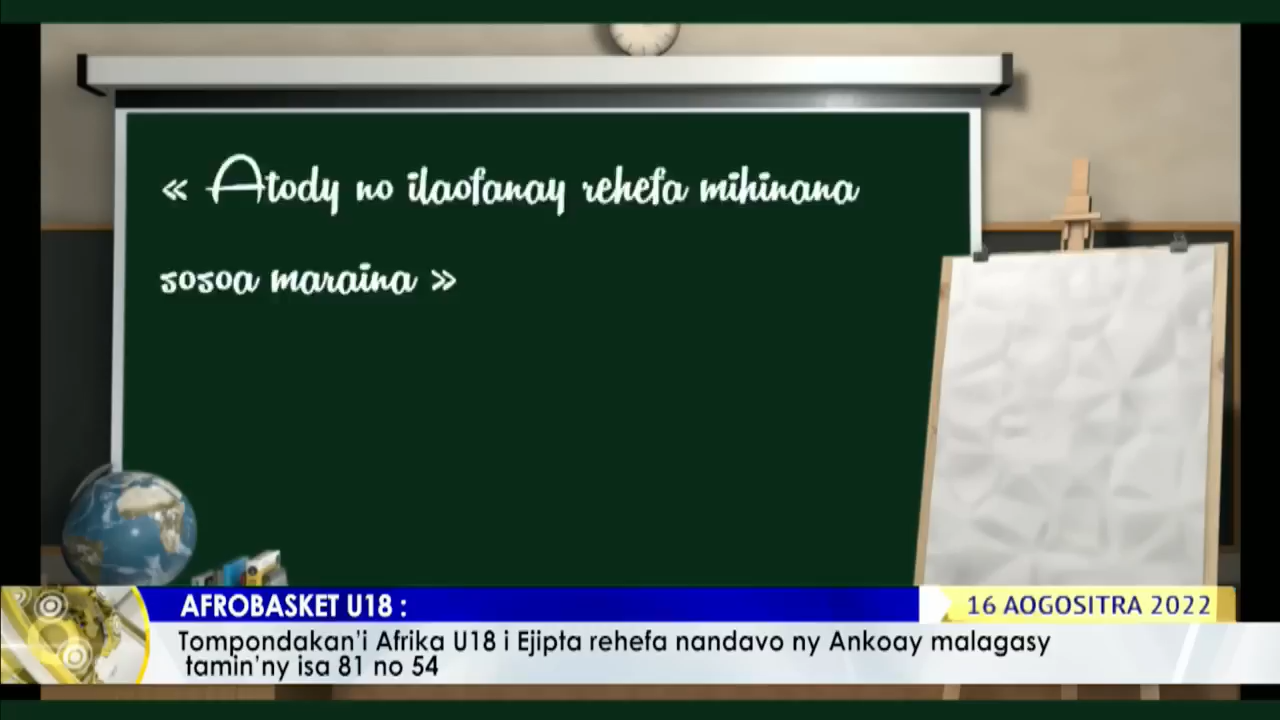 « Atody no ilaofanay rehefa mihinana
sosoa maraina »
AFROBASKET U18 :
16 AOGOSITRA 2022
Tompondakan'i Afrika U18 i Ejipta rehefa nandavo ny Ankoay malagasy
tamin'ny isa 81 no 54